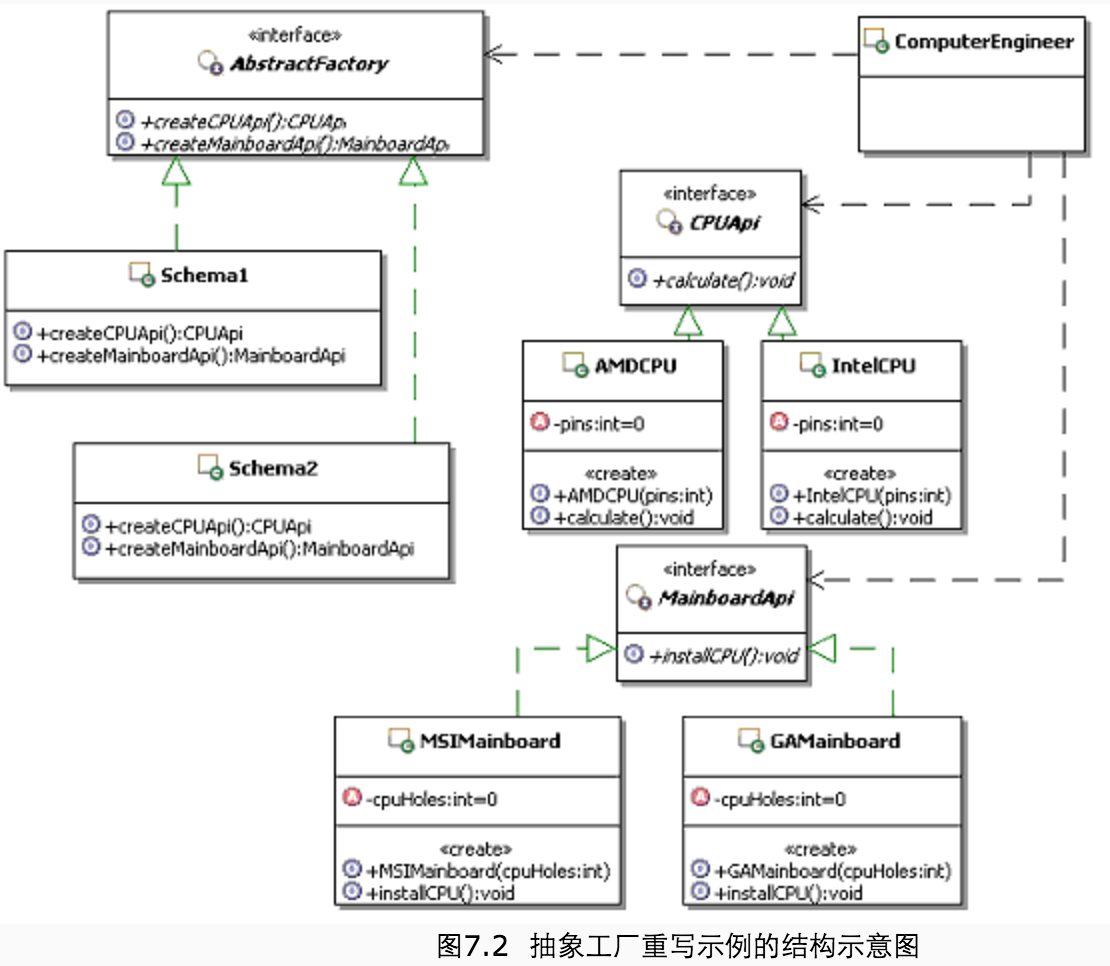 «interface»
AbstractFactory
+createCPUApi():CPUApi
+createMainboardApi():MainboardApi
ComputerEngineer
«interface»
CPUApi
+calculate():void
Schema1
+createCPUApi():CPUApi
+createMainboardApi():MainboardApi
AMDCPU
-pins:int=0
«create»
+AMDCPU(pins:int)
+calculate():void
IntelCPU
-pins:int=0
«create»
+IntelCPU(pins:int)
+calculate():void
Schema2
+createCPUApi():CPUApi
+createMainboardApi():MainboardApi
«interface»
MainboardApi
+installCPU():void
MSIMainboard
-cpuHoles:int=0
«create»
+MSIMainboard(cpuHoles:int)
+installCPU():void
GAMainboard
-cpuHoles:int=0
«create»
+GAMainboard(cpuHoles:int)
+installCPU():void
图7.2 抽象工厂重写示例的结构示意图